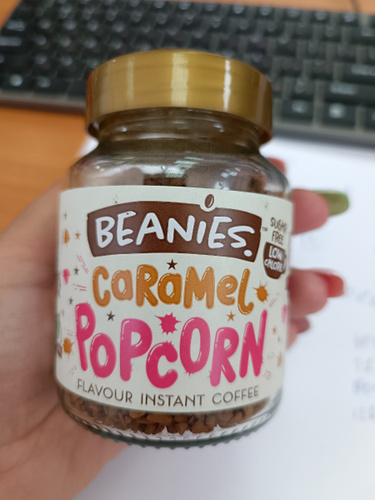 BEANIES
SUGAR
FREE
LOW
CALORIE
CARAMEL
POPCORN
FLAVOUR INSTANT COFFEE